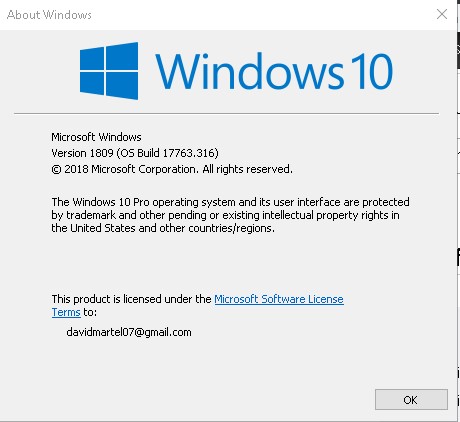 About Windows
Windows 10
Microsoft Windows
Version 1809 (OS Build 17763.316)
© 2018 Microsoft Corporation. All rights reserved.
The Windows 10 Pro operating system and its user interface are protected
by trademark and other pending or existing intellectual property rights in
the United States and other countries/regions.
This product is licensed under the Microsoft Software License
Terms to:
davidmartel07@gmail.com
OK